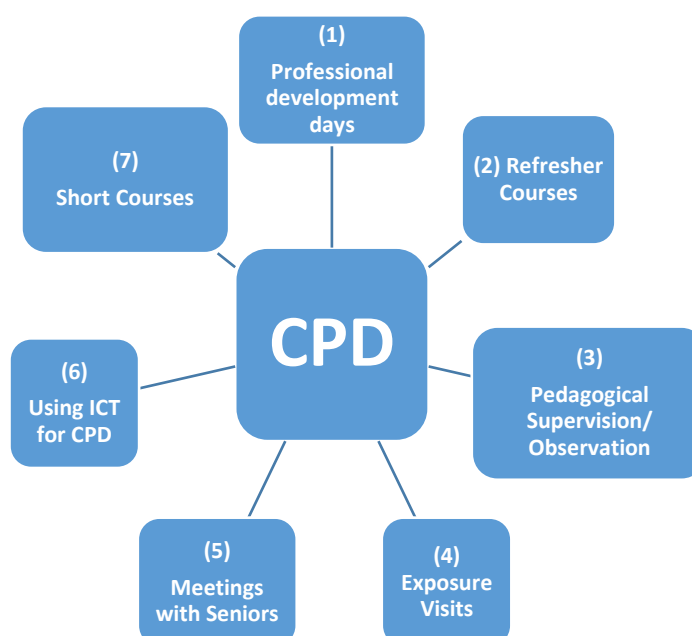 (1)
Professional
development
days
(2) Refresher
Courses
(3)
Pedagogical
Supervision/
Observation
(4)
Exposure
Visits
(5)
Meetings
with Seniors
(6)
Using ICT
for CPD
(7)
Short Courses
CPD